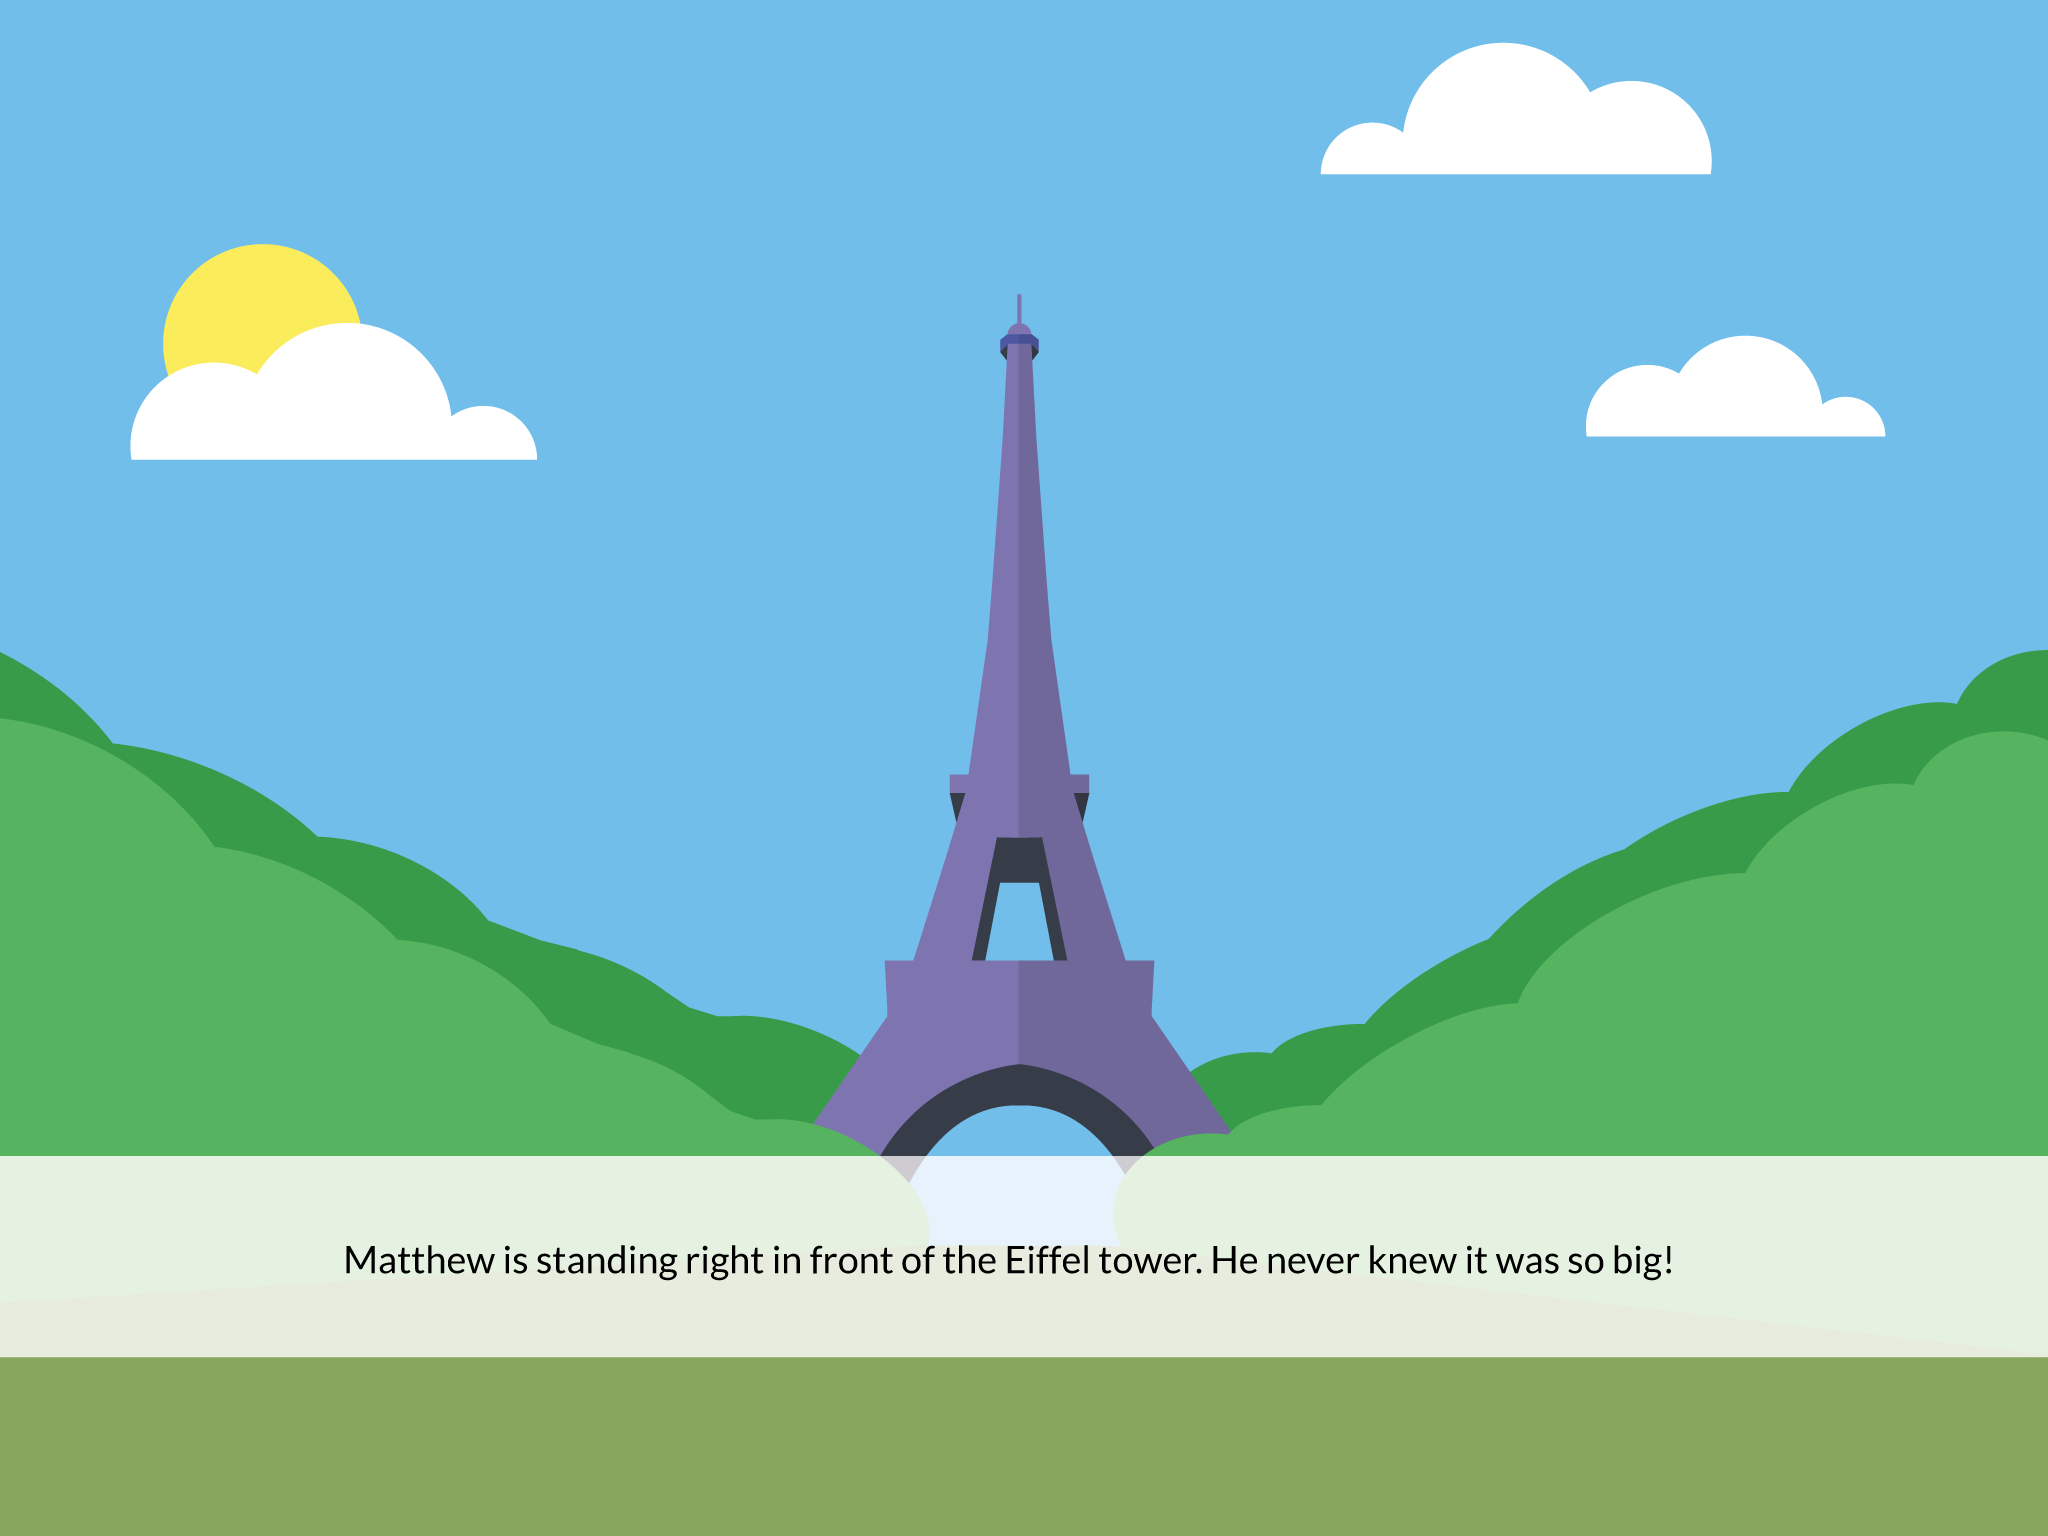 Matthew is standing right in front of the Eiffel tower. He never knew it was so big!